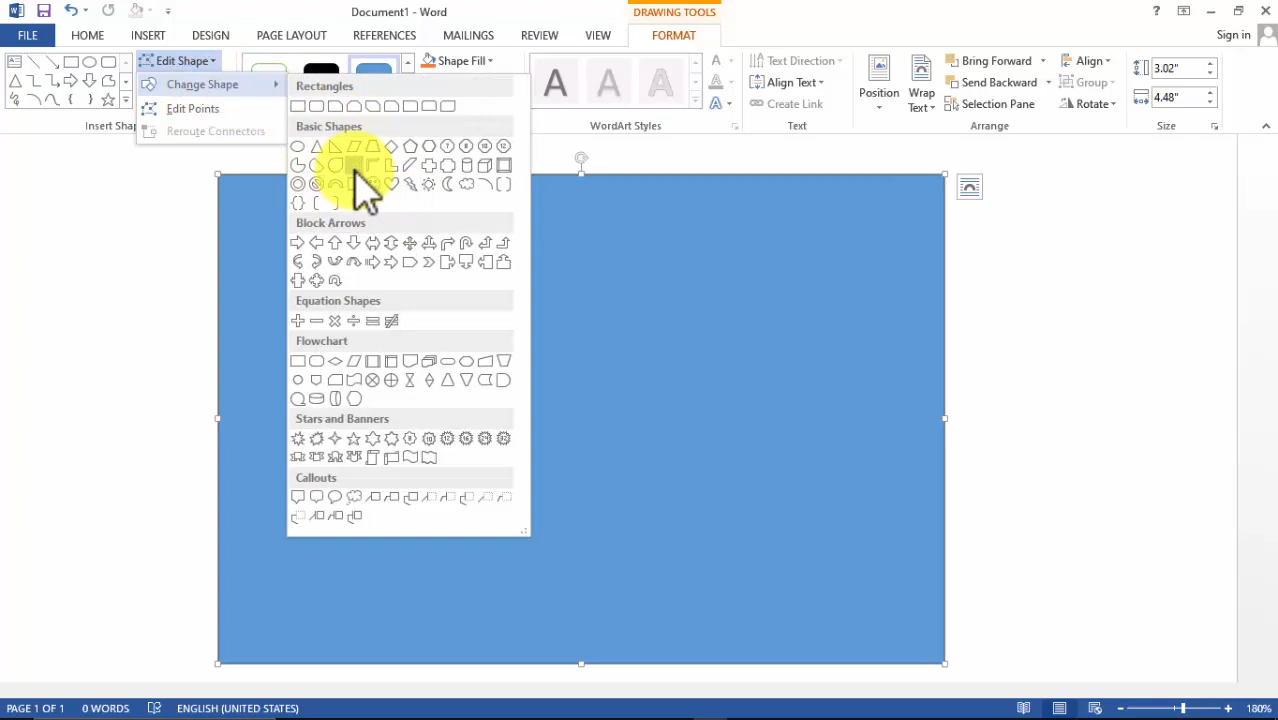 Document1 - Word
DRAWING TOOLS
FILE HOME INSERT DESIGN PAGE LAYOUT REFERENCES MAILINGS REVIEW VIEW FORMAT Sign in
Edit Shape
Change Shape
Edit Points
Reroute Connectors
Insert Shap
Shape Fill
Text Direction
Align Text
Create Link
WordArt Styles
Text
Position
Wrap
Text
Bring Forward
Send Backward
Selection Pane
Align
Group
Rotate
Arrange
3.02"
4.48"
Size
Rectangles
Basic Shapes
Block Arrows
Equation Shapes
Flowchart
Stars and Banners
Callouts
PAGE 1 OF 1 0 WORDS ENGLISH (UNITED STATES) 180%